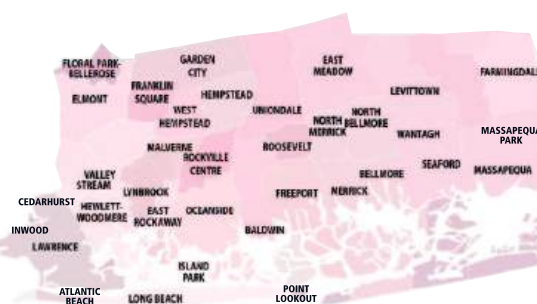 FLORAL PARK-
BELLEROSE
GARDEN
CITY
EAST
MEADOW
FARMINGDAL
ELMONT
FRANKLIN
SQUARE
HEMPSTEAD
LEVITTOWN
WEST
HEMPSTEAD
UNIONDALE
NORTH
MERRICK
NORTH
BELLMORE
WANTAGH
MASSAPEQUA
PARK
MALVERNE
ROCKVILLE
CENTRE
ROOSEVELT
SEAFORD
MASSAPEQUA
VALLEY
STREAM
LYNBROOK
BELLMORE
FREEPORT
MERRICK
CEDARHURST
HEWLETT-
WOODMERE
EAST
ROCKAWAY
OCEANSIDE
INWOOD
BALDWIN
LAWRENCE
ISLAND
PARK
ATLANTIC
BEACH
LONG BEACH
POINT
LOOKOUT